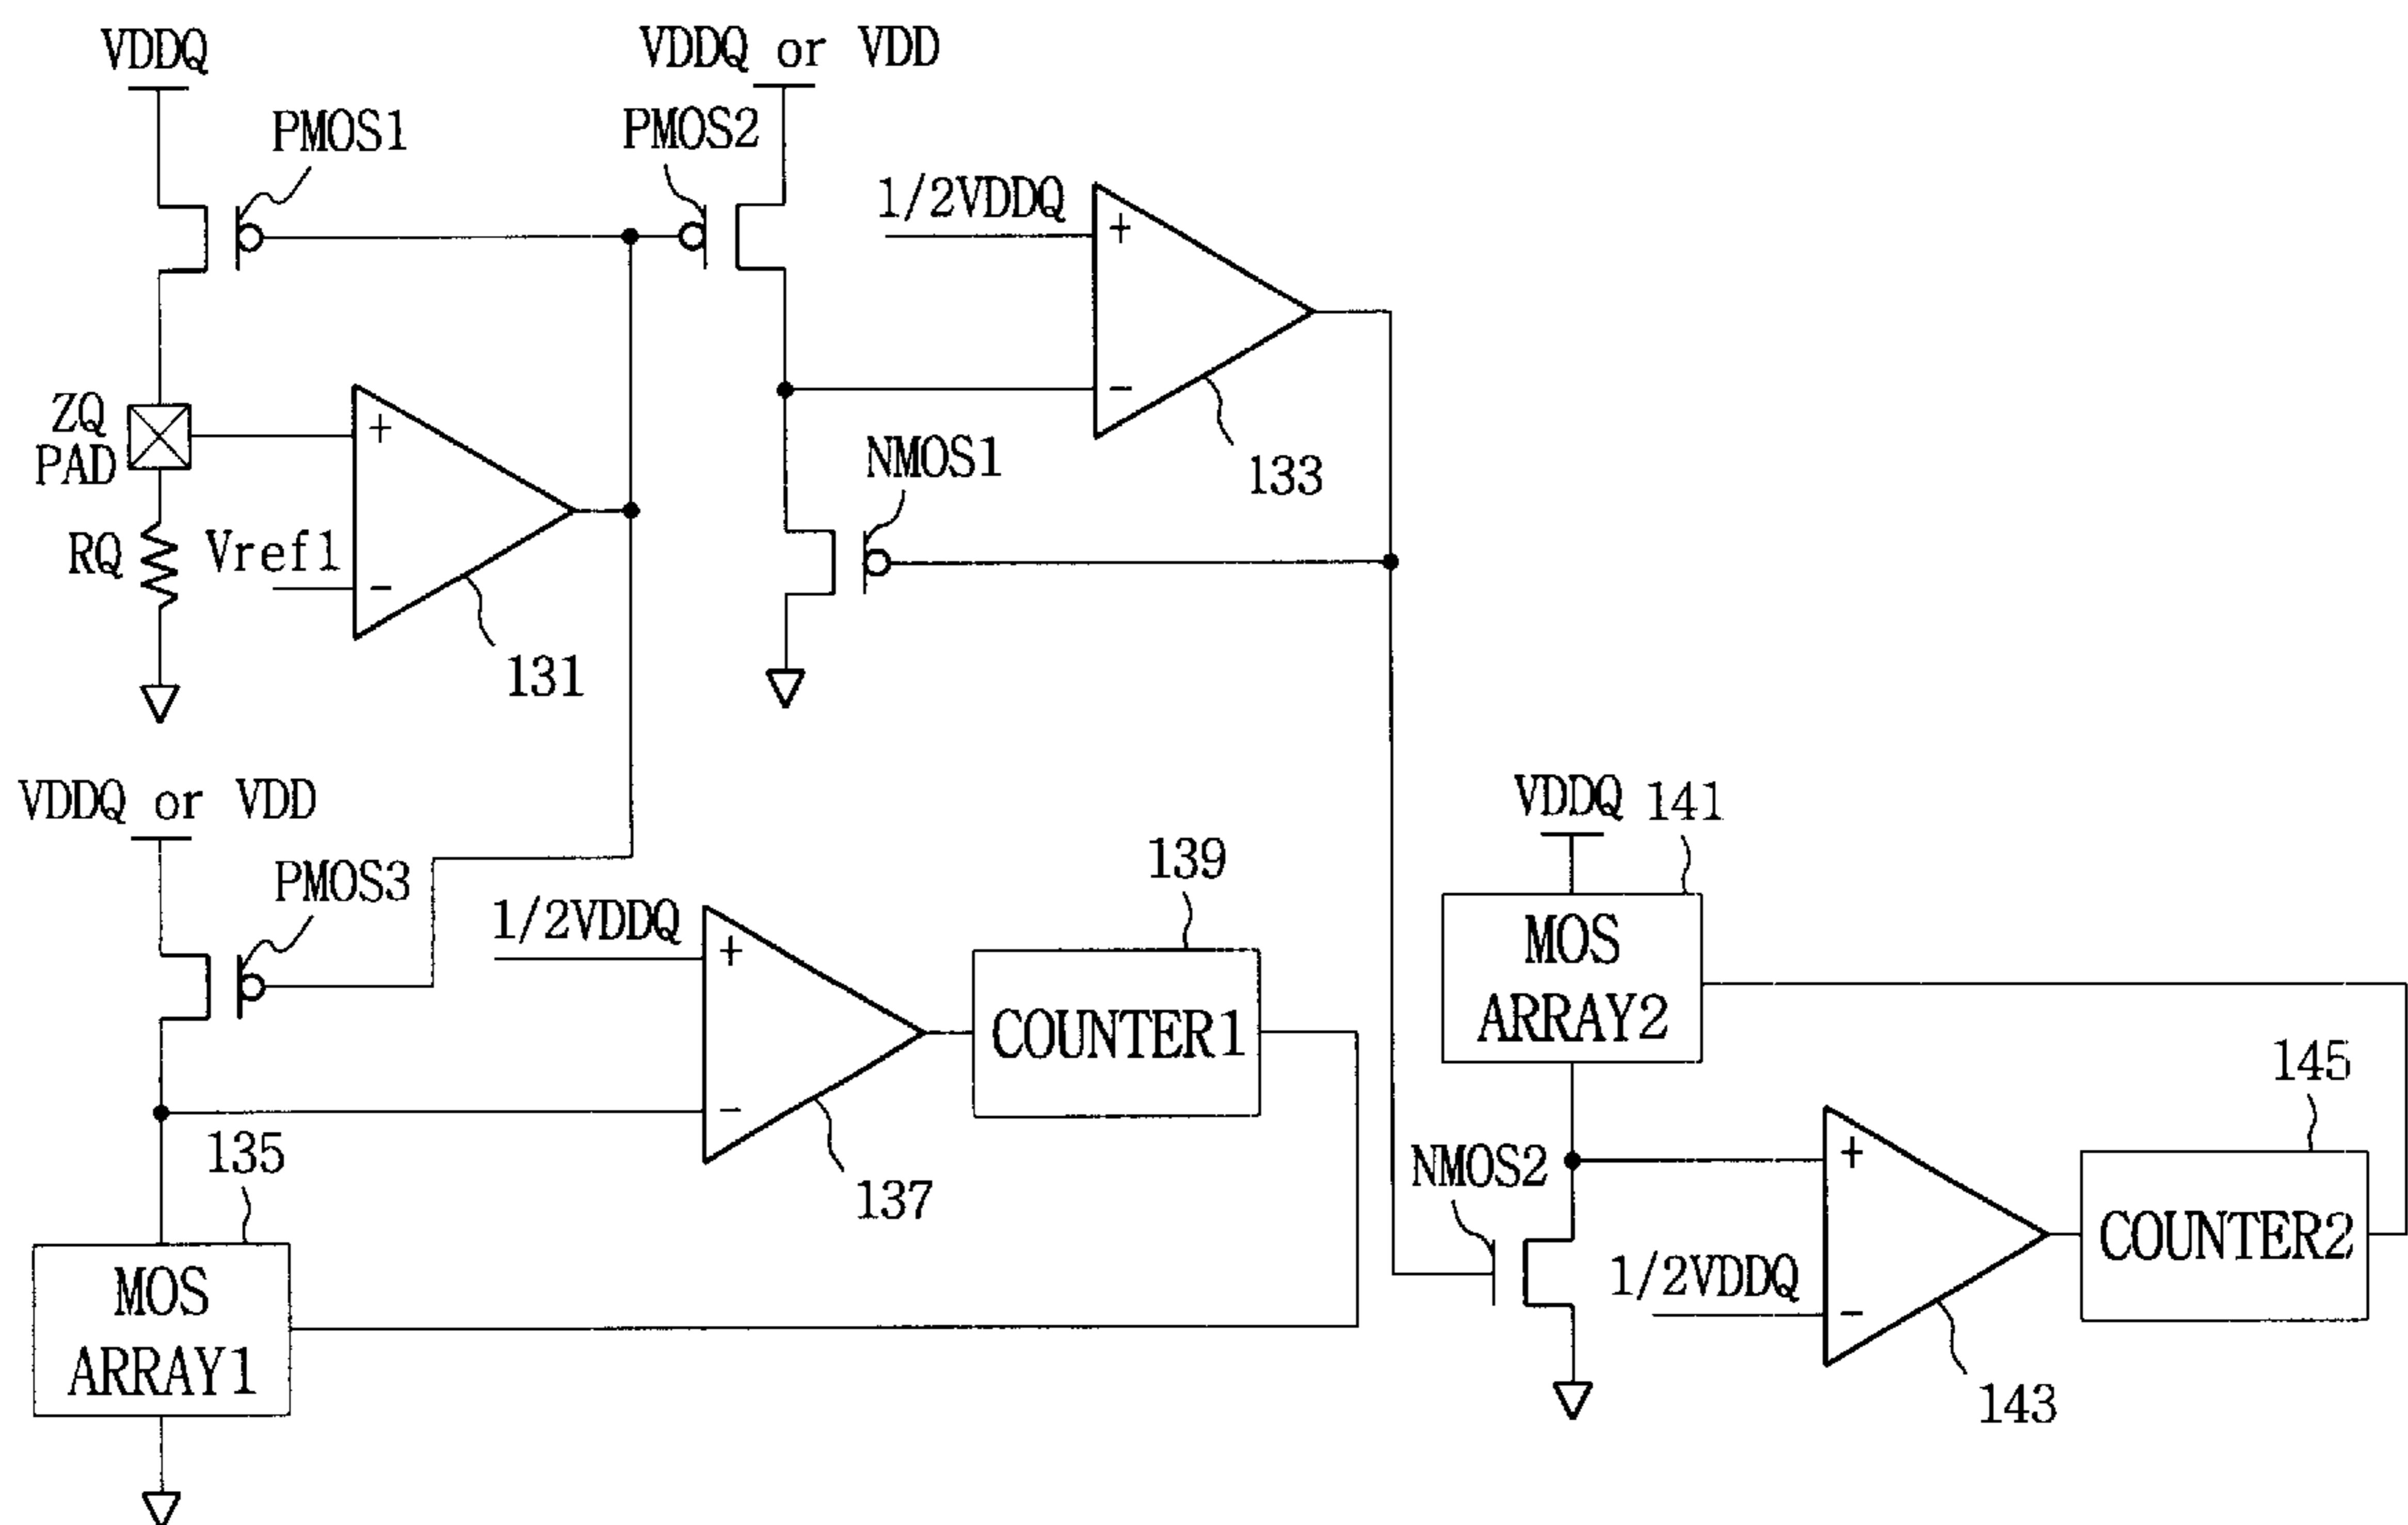 VDDQ
VDDQ or VDD
PMOS1
PMOS2
1/2VDDQ
+
−
133
ZQ
PAD
+
NMOS1
RQ
Vref1
−
131
VDDQ or VDD
PMOS3
1/2VDDQ
+
−
137
139
COUNTER1
135
MOS
ARRAY1
VDDQ
141
MOS
ARRAY2
NMOS2
+
1/2VDDQ
−
143
145
COUNTER2